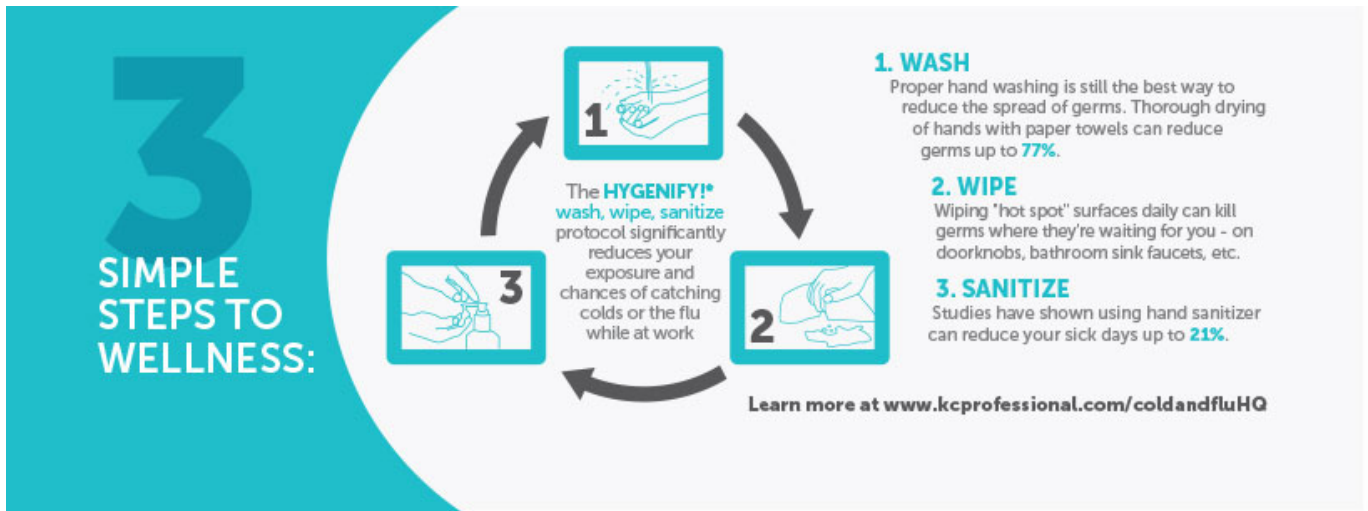 3
SIMPLE
STEPS TO
WELLNESS:
1
2
3
The HYGENIFY!*
wash, wipe, sanitize
protocol significantly
reduces your
exposure and
chances of catching
colds or the flu
while at work
1. WASH
Proper hand washing is still the best way to
reduce the spread of germs. Thorough drying
of hands with paper towels can reduce
germs up to 77%.
2. WIPE
Wiping "hot spot" surfaces daily can kill
germs where they're waiting for you - on
doorknobs, bathroom sink faucets, etc.
3. SANITIZE
Studies have shown using hand sanitizer
can reduce your sick days up to 21%.
Learn more at www.kcprofessional.com/coldandfluHQ